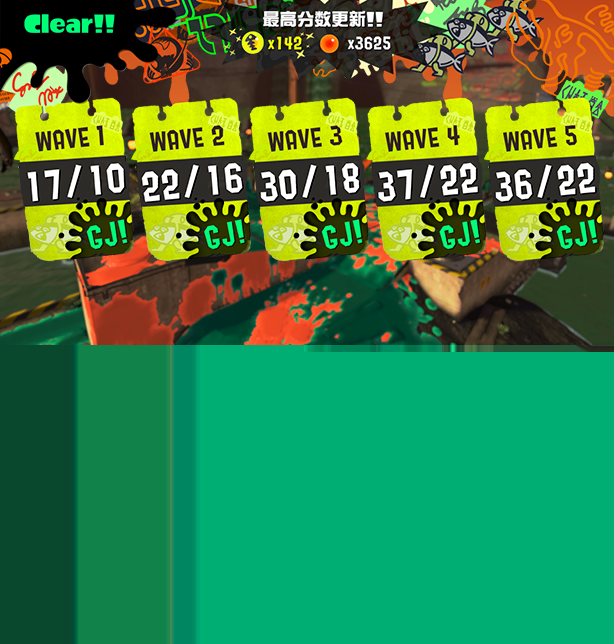 Clear!!
最高分数更新!!
x142 x3625
WAVE 1
17/10
GJ!
WAVE 2
22/16
GJ!
WAVE 3
30/18
GJ!
WAVE 4
37/22
GJ!
WAVE 5
36/22
GJ!